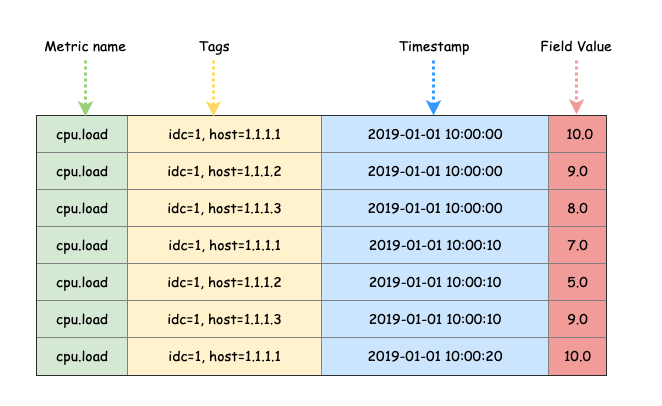 Metric name Tags Timestamp Field Value
cpu.load idc=1, host=1.1.1.1 2019-01-01 10:00:00 10.0
cpu.load idc=1, host=1.1.1.2 2019-01-01 10:00:00 9.0
cpu.load idc=1, host=1.1.1.3 2019-01-01 10:00:00 8.0
cpu.load idc=1, host=1.1.1.1 2019-01-01 10:00:10 7.0
cpu.load idc=1, host=1.1.1.2 2019-01-01 10:00:10 5.0
cpu.load idc=1, host=1.1.1.3 2019-01-01 10:00:10 9.0
cpu.load idc=1, host=1.1.1.1 2019-01-01 10:00:20 10.0